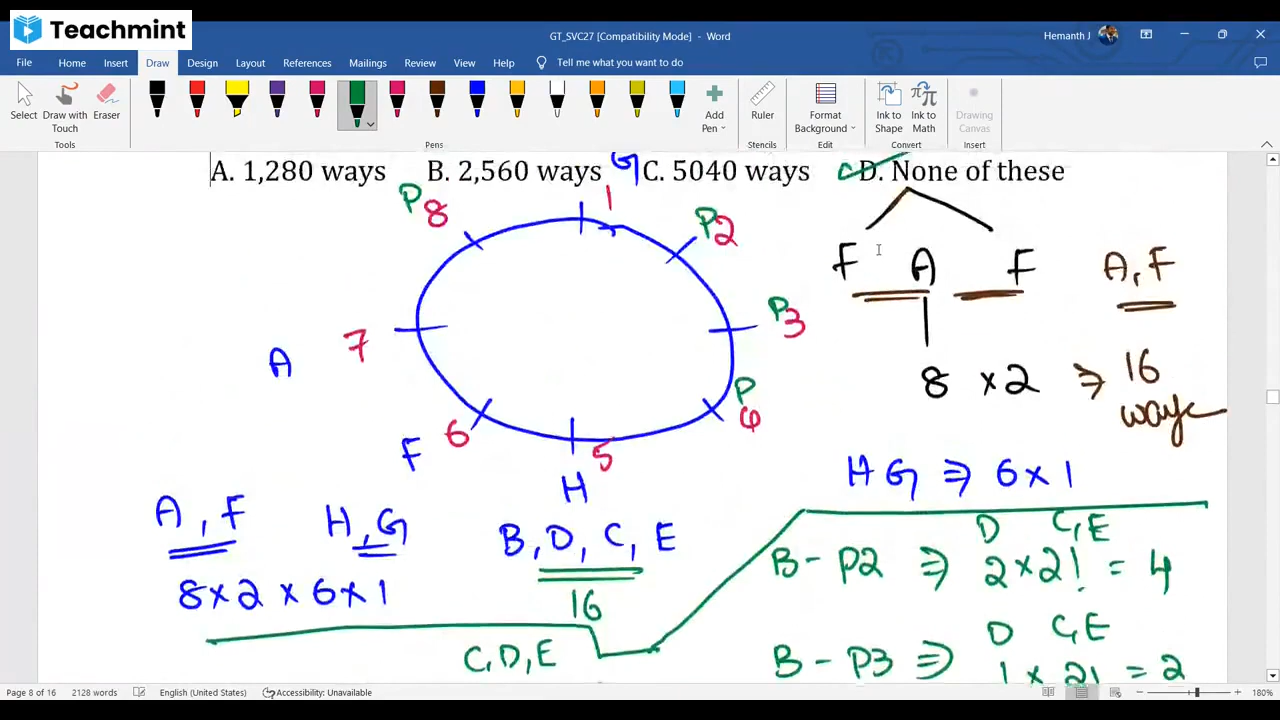 Teachmint
GT_SVC27 [Compatibility Mode] - Word
Hemanth J
File Home Insert Draw Design Layout References Mailings Review View Help Tell me what you want to do
Select Draw with Touch Eraser Add Pen Ruler Format Background Ink to Shape Ink to Math Drawing Canvas
Tools Pens Stencils Edit Convert Insert
A. 1,280 ways B. 2,560 ways C. 5040 ways D. None of these
G
P 8 1 P 2
F A F A, F
7 P 3
A
8 × 2 ⇒ 16 ways
P
6 5
F H
H G ⇒ 6 × 1
A, F H, G B, D, C, E
8 × 2 × 6 × 1 16
D C, E
B - P2 ⇒ 2 × 2! = 4
C, D, E
D C, E
B - P3 ⇒ 1 × 2! = 2
Page 8 of 16 2128 words English (United States) Accessibility: Unavailable 180%